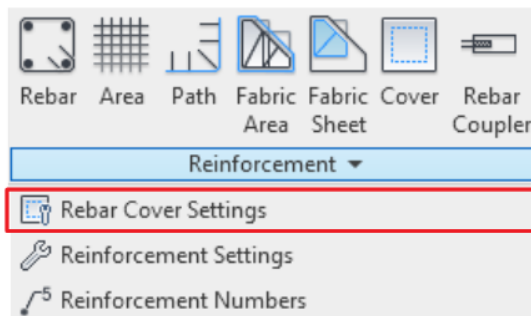 Rebar Area Path Fabric Fabric Cover Rebar
Area Sheet Coupler
Reinforcement
Rebar Cover Settings
Reinforcement Settings
5 Reinforcement Numbers